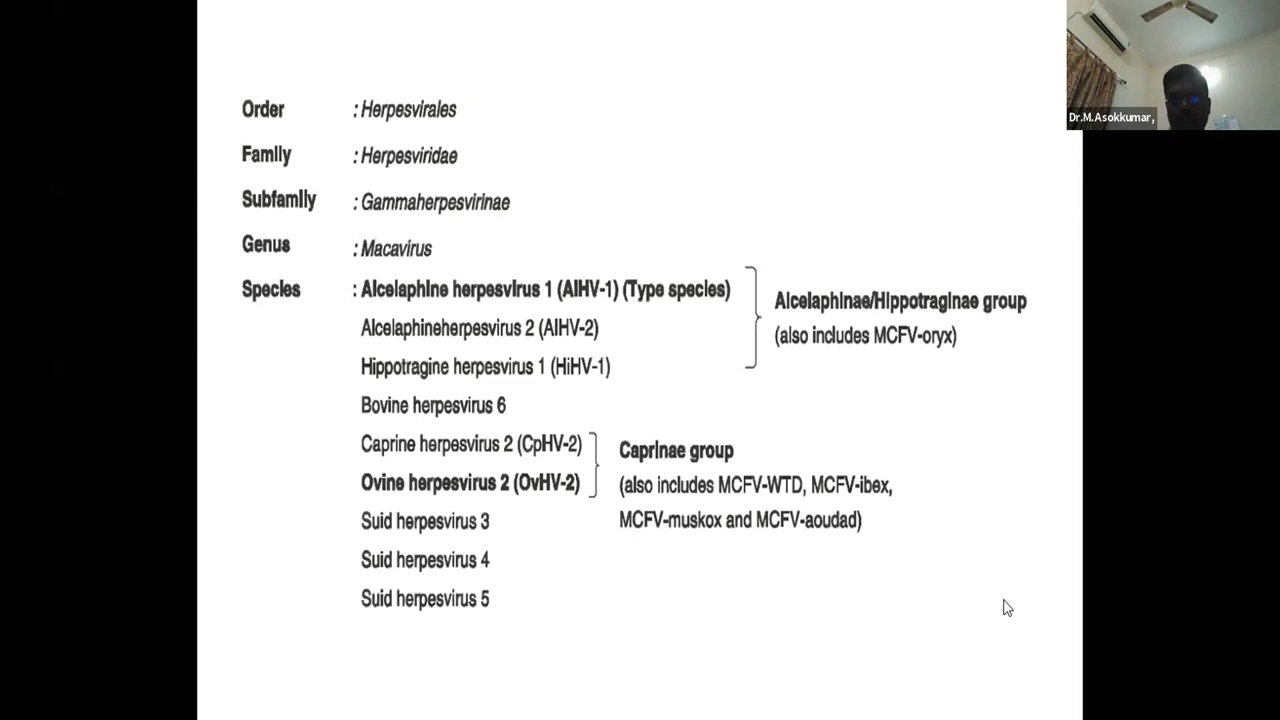 Order : Herpesvirales
Family : Herpesviridae
Subfamily : Gammaherpesvirinae
Genus : Macavirus
Species : Alcelaphine herpesvirus 1 (AlHV-1) (Type species)
Alcelaphineherpesvirus 2 (AlHV-2)
Hippotragine herpesvirus 1 (HiHV-1)
Alcelaphinae/Hippotraginae group
(also includes MCFV-oryx)
Bovine herpesvirus 6
Caprine herpesvirus 2 (CpHV-2)
Ovine herpesvirus 2 (OvHV-2)
Caprinae group
(also includes MCFV-WTD, MCFV-ibex,
MCFV-muskox and MCFV-aoudad)
Suid herpesvirus 3
Suid herpesvirus 4
Suid herpesvirus 5
Dr.M.Asokkumar,